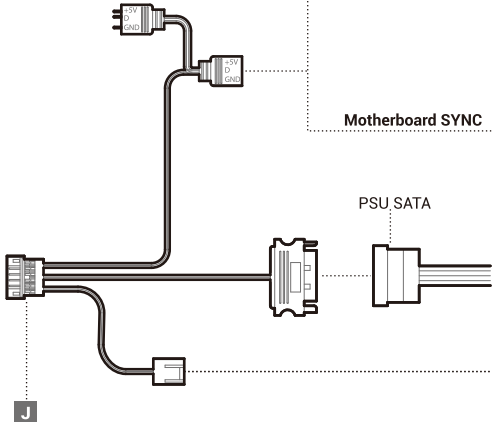 +5V
D
GND
+5V
D
GND
Motherboard SYNC
PSU SATA
J